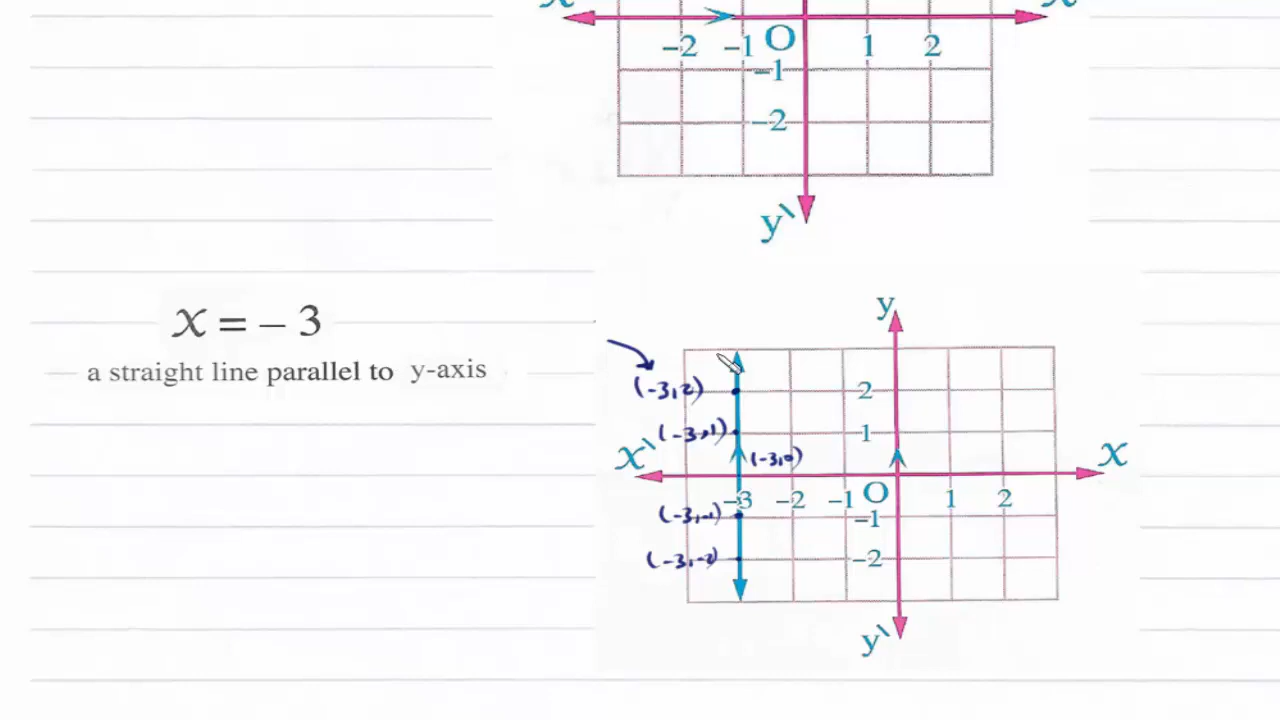 x` x
-2 -1 O 1 2
-1
-2
y`
x = - 3
a straight line parallel to y-axis
y
(-3,2) 2
(-3,1) 1
x` (-3,0) x
-3 -2 -1 O 1 2
(-3,-1) -1
(-3,-2) -2
y`